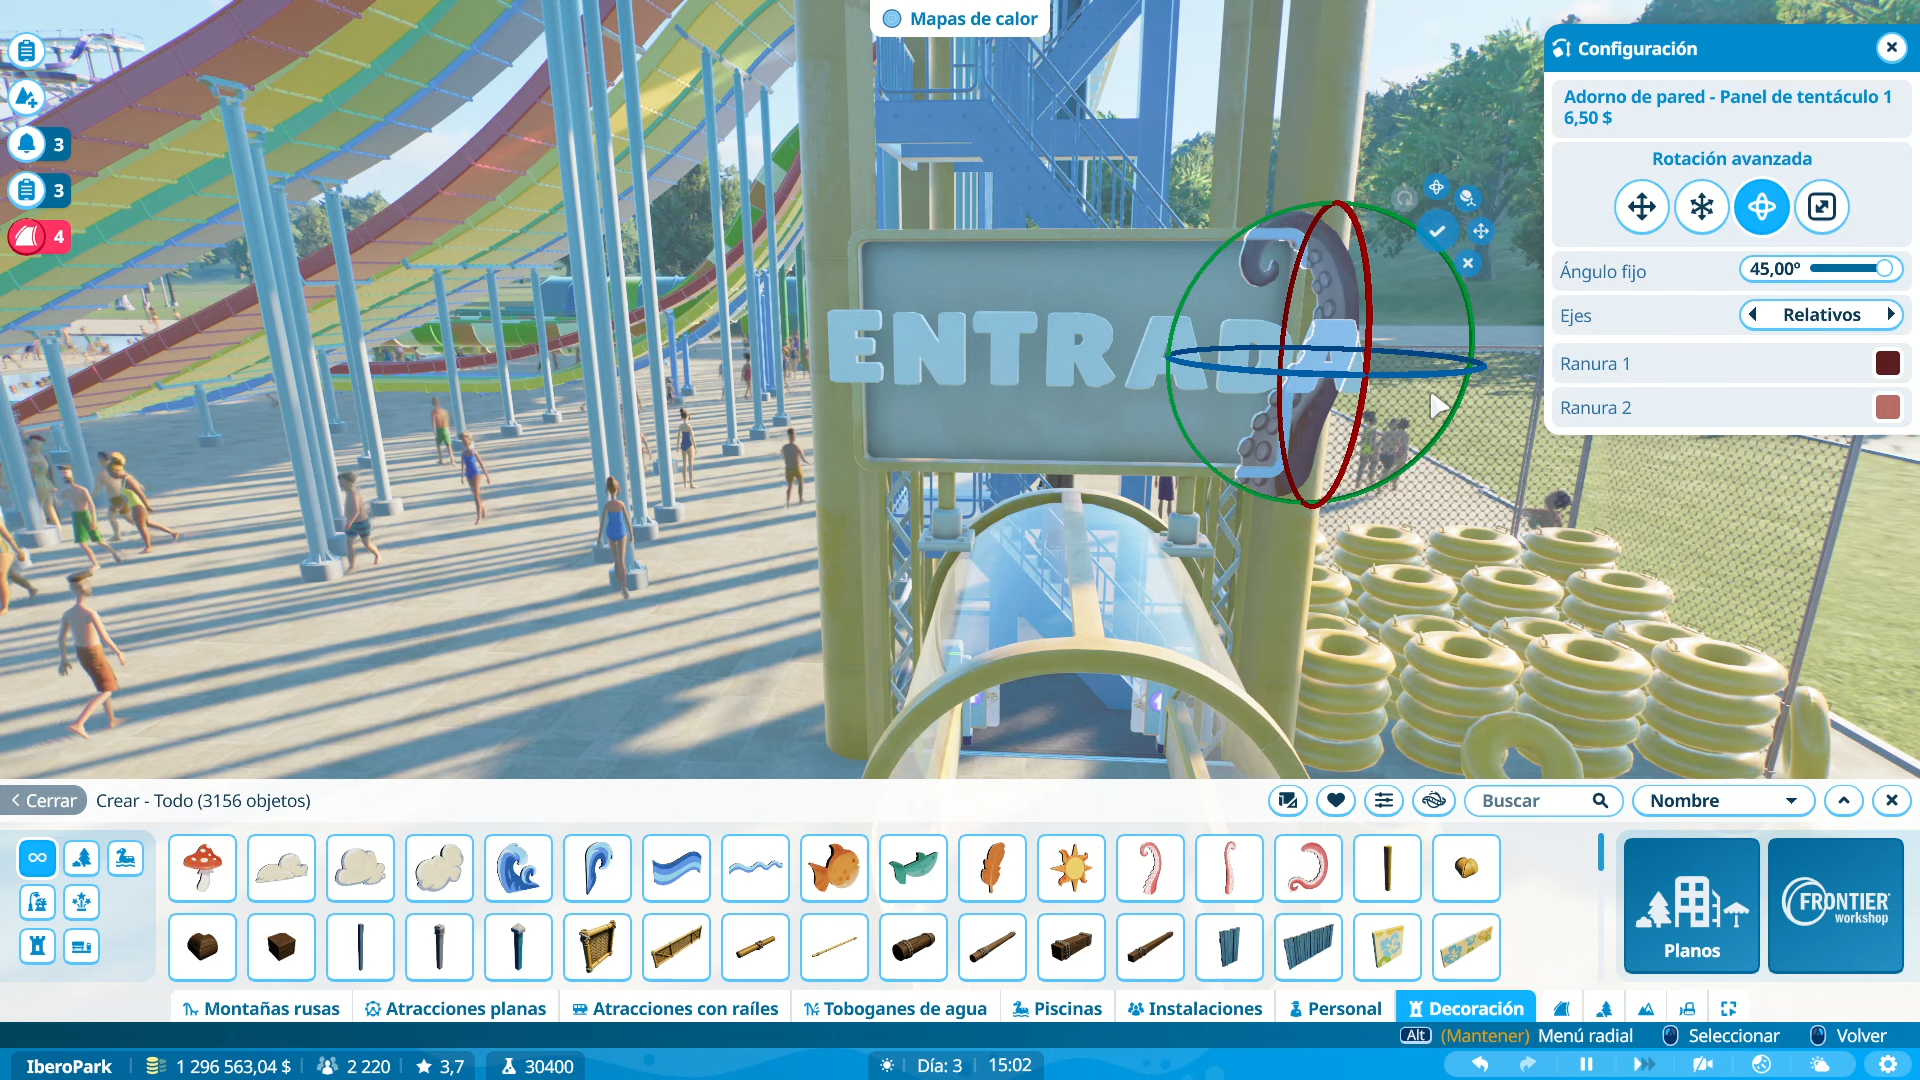 Mapas de calor
3
3
4
ENTRADA
Configuración
Adorno de pared - Panel de tentáculo 1
6,50 $
Rotación avanzada
Ángulo fijo
45,00º
Ejes
Relativos
Ranura 1
Ranura 2
Cerrar
Crear - Todo (3156 objetos)
Buscar
Nombre
Planos
FRONTIER
workshop
Montañas rusas
Atracciones planas
Atracciones con raíles
Toboganes de agua
Piscinas
Instalaciones
Personal
Decoración
Alt (Mantener) Menú radial
Seleccionar
Volver
IberoPark
1 296 563,04 $
2 220
3,7
30400
Día: 3
15:02